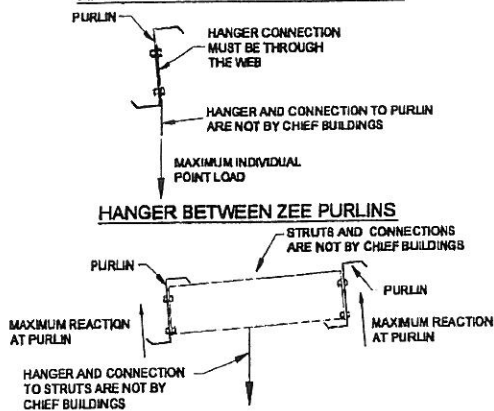 PURLIN
HANGER CONNECTION
MUST BE THROUGH
THE WEB
HANGER AND CONNECTION TO PURLIN
ARE NOT BY CHIEF BUILDINGS
MAXIMUM INDIVIDUAL
POINT LOAD
HANGER BETWEEN ZEE PURLINS
STRUTS AND CONNECTIONS
ARE NOT BY CHIEF BUILDINGS
PURLIN
PURLIN
MAXIMUM REACTION
AT PURLIN
MAXIMUM REACTION
AT PURLIN
HANGER AND CONNECTION
TO STRUTS ARE NOT BY
CHIEF BUILDINGS